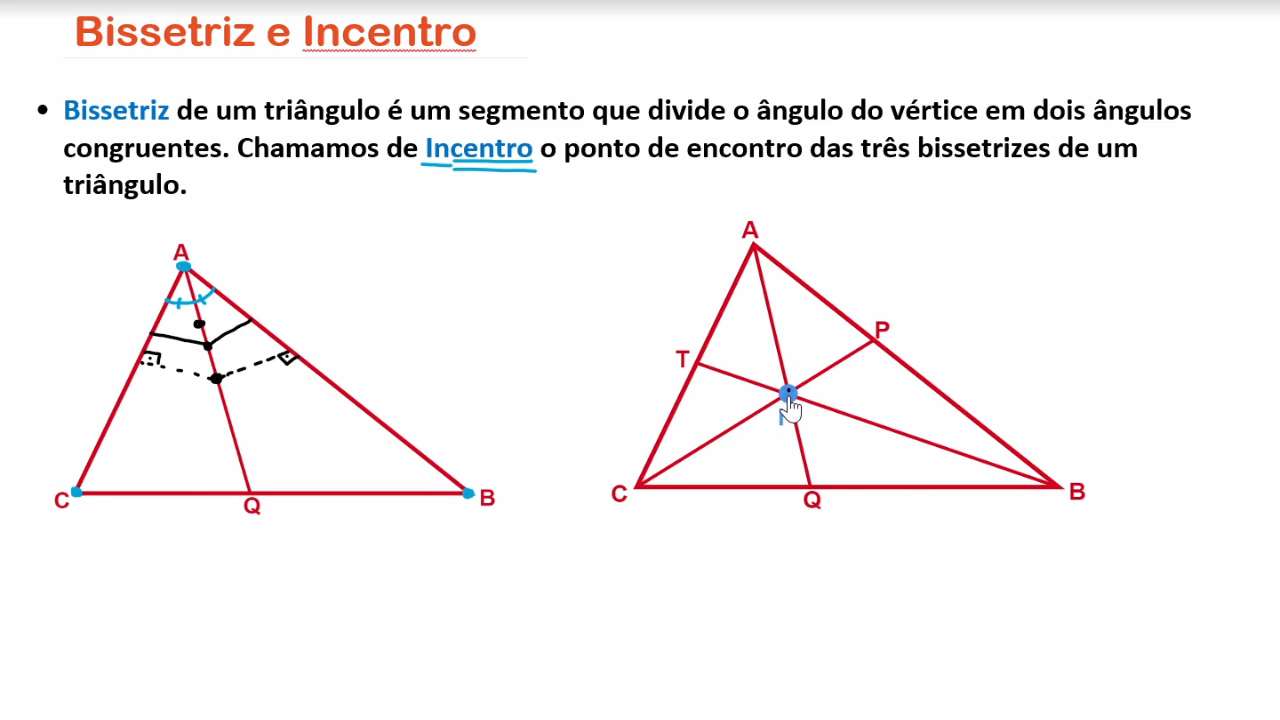 Bissetriz e Incentro
• Bissetriz de um triângulo é um segmento que divide o ângulo do vértice em dois ângulos
congruentes. Chamamos de Incentro o ponto de encontro das três bissetrizes de um
triângulo.
A
C
Q
B
A
T
P
C
Q
B